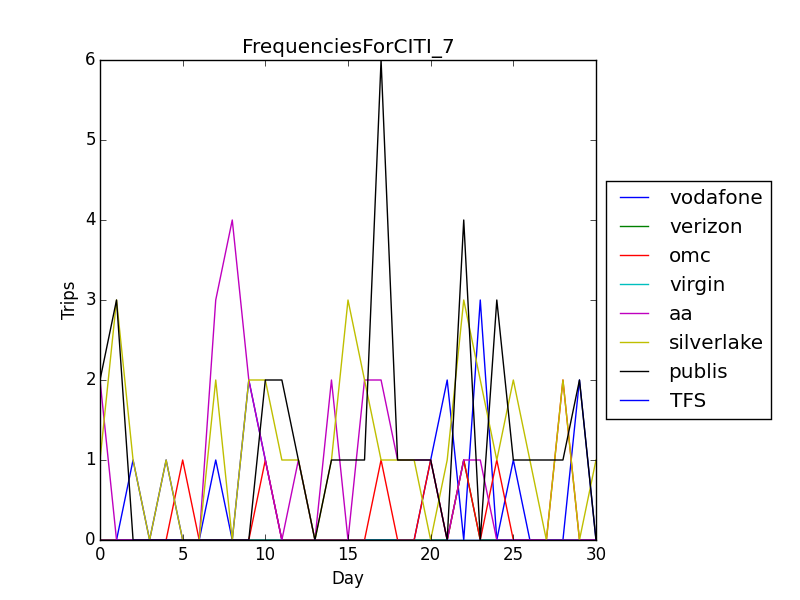 FrequenciesForCITI_7
6
5
4
3
2
1
0
Trips
0 5 10 15 20 25 30
Day
vodafone
verizon
omc
virgin
aa
silverlake
publis
TFS